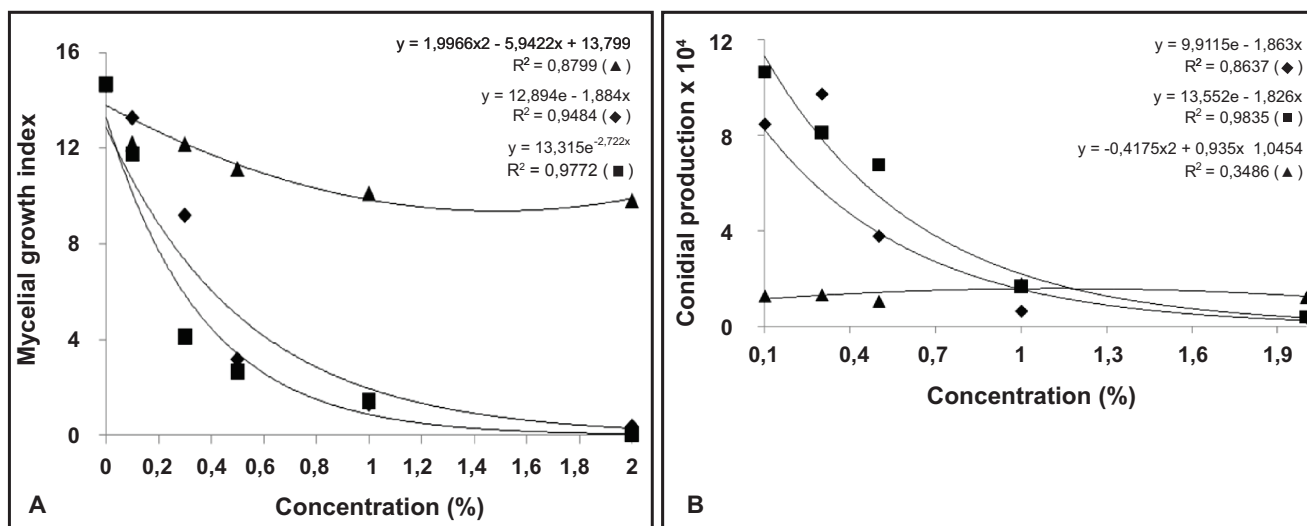 y = 1,9966x2 - 5,9422x + 13,799
R² = 0,8799 (▲)
y = 12,894e - 1,884x
R² = 0,9484 (◆)
y = 13,315e⁻²,⁷²²ˣ
R² = 0,9772 (■)
Mycelial growth index
16
12
8
4
0
0 0,2 0,4 0,6 0,8 1 1,2 1,4 1,6 1,8 2
Concentration (%)
A
y = 9,9115e - 1,863x
R² = 0,8637 (◆)
y = 13,552e - 1,826x
R² = 0,9835 (■)
y = -0,4175x2 + 0,935x 1,0454
R² = 0,3486 (▲)
Conidial production x 10⁴
12
8
4
0
0,1 0,4 0,7 1 1,3 1,6 1,9
Concentration (%)
B